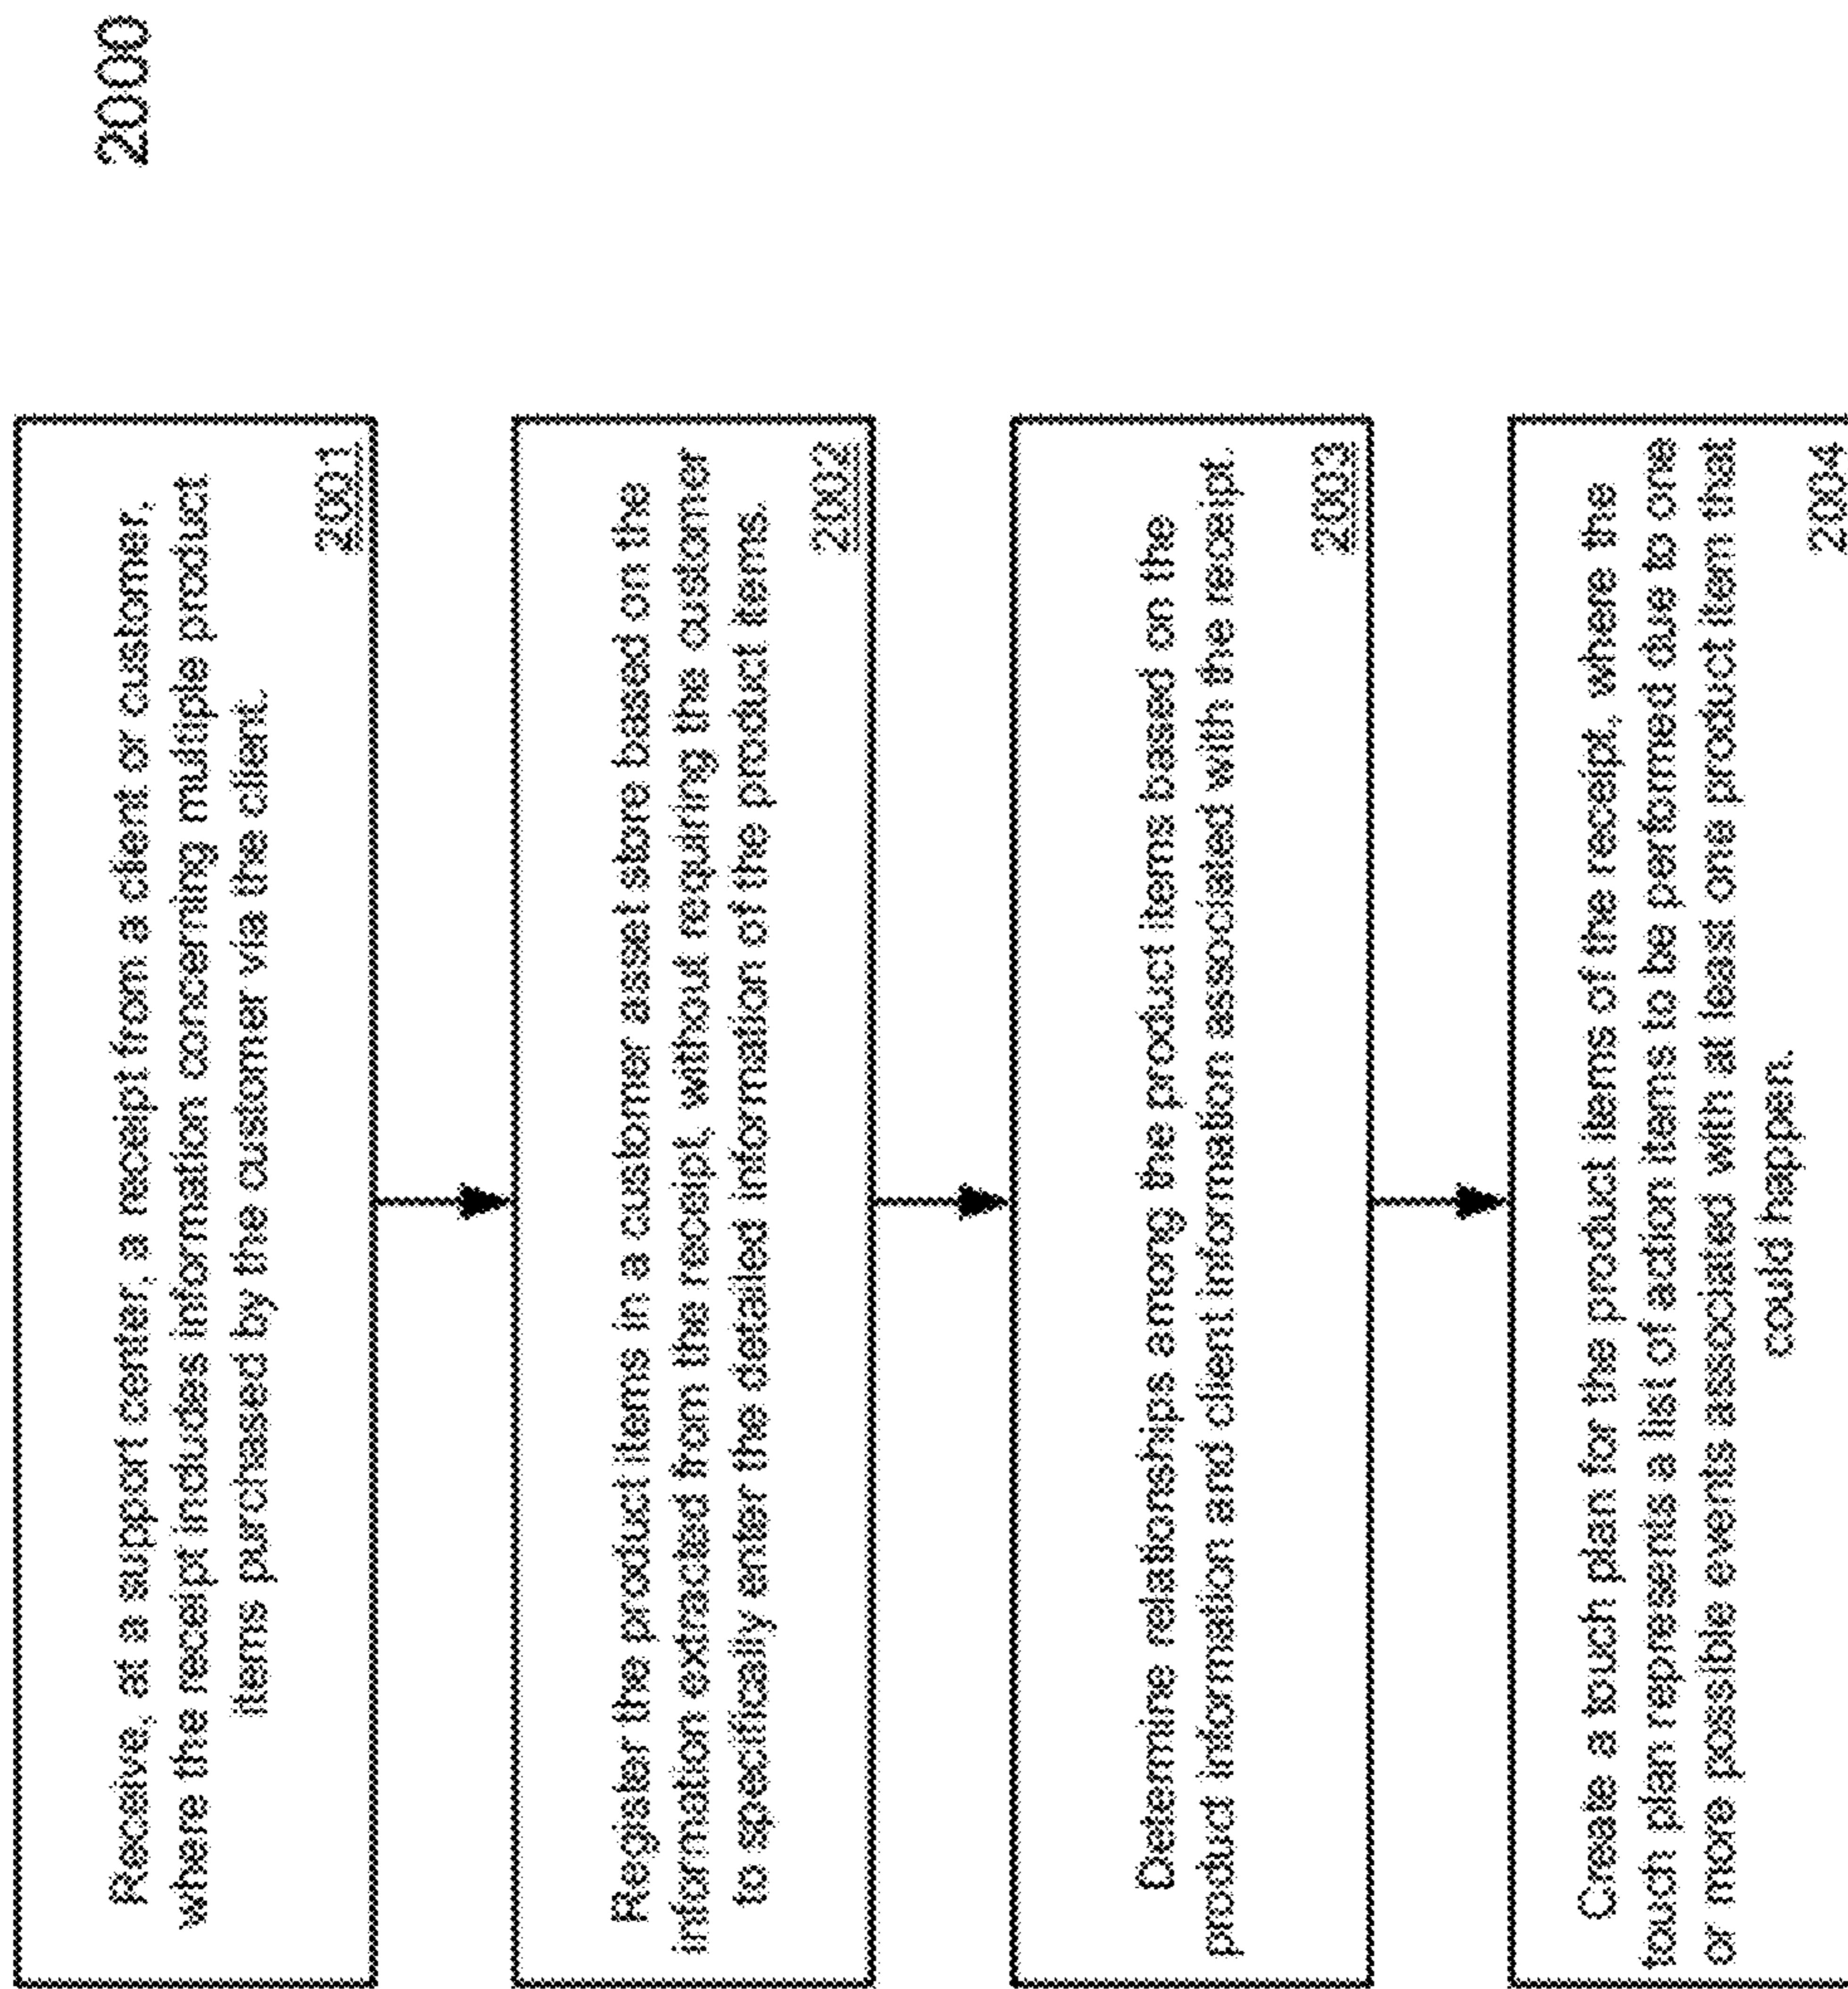 2000
Receive, at a support center, a receipt from a client or customer,
where the receipt includes information concerning multiple product
items purchased by the customer via the client.
2001
Register the product items in a customer asset store based on the
information extracted from the receipt, without requiring the customer
to specifically enter the detailed information of the product items.
2002
Determine relationships among the product items based on the
product information and client information associated with the receipt.
2003
Create a touch plan for the product items of the receipt, where the
touch plan represents a list of action items to be performed due to one
or more possible events associated with at least one product item that
could happen.
2004